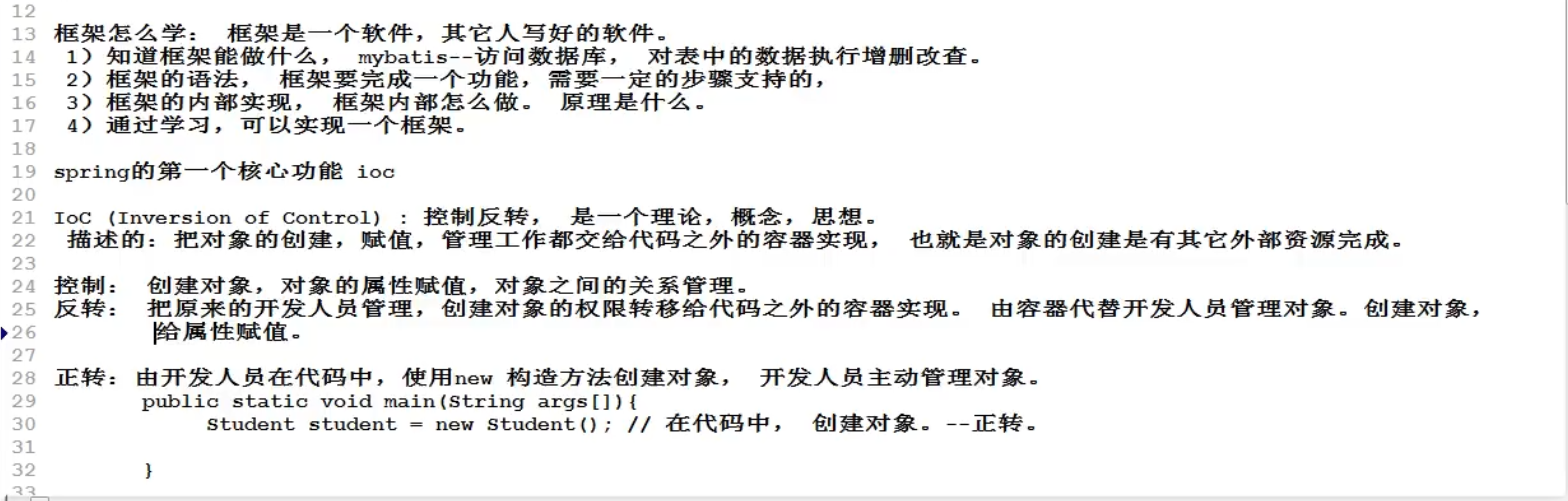 12
13 框架怎么学： 框架是一个软件，其它人写好的软件。
14 1）知道框架能做什么， mybatis--访问数据库， 对表中的数据执行增删改查。
15 2）框架的语法， 框架要完成一个功能，需要一定的步骤支持的，
16 3）框架的内部实现， 框架内部怎么做。 原理是什么。
17 4）通过学习，可以实现一个框架。
18
19 spring的第一个核心功能 ioc
20
21 IoC (Inversion of Control) : 控制反转， 是一个理论，概念，思想。
22 描述的：把对象的创建，赋值，管理工作都交给代码之外的容器实现， 也就是对象的创建是有其它外部资源完成。
23
24 控制： 创建对象，对象的属性赋值，对象之间的关系管理。
25 反转： 把原来的开发人员管理，创建对象的权限转移给代码之外的容器实现。 由容器代替开发人员管理对象。创建对象，
26 给属性赋值。
27
28 正转：由开发人员在代码中，使用new 构造方法创建对象， 开发人员主动管理对象。
29 public static void main(String args[]){
30 Student student = new Student(); // 在代码中， 创建对象。--正转。
31
32 }
33